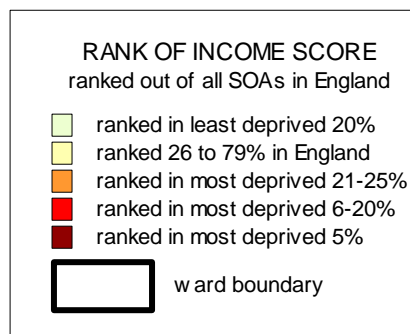 RANK OF INCOME SCORE
ranked out of all SOAs in England
ranked in least deprived 20%
ranked 26 to 79% in England
ranked in most deprived 21-25%
ranked in most deprived 6-20%
ranked in most deprived 5%
ward boundary